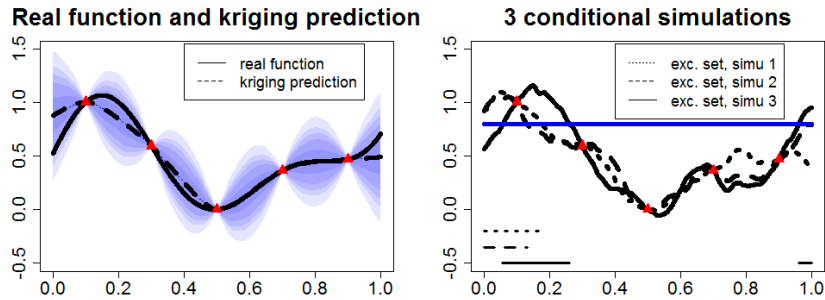 Real function and kriging prediction
real function
kriging prediction
1.5
1.0
0.5
0.0
-0.5
0.0 0.2 0.4 0.6 0.8 1.0
3 conditional simulations
exc. set, simu 1
exc. set, simu 2
exc. set, simu 3
1.5
1.0
0.5
0.0
-0.5
0.0 0.2 0.4 0.6 0.8 1.0